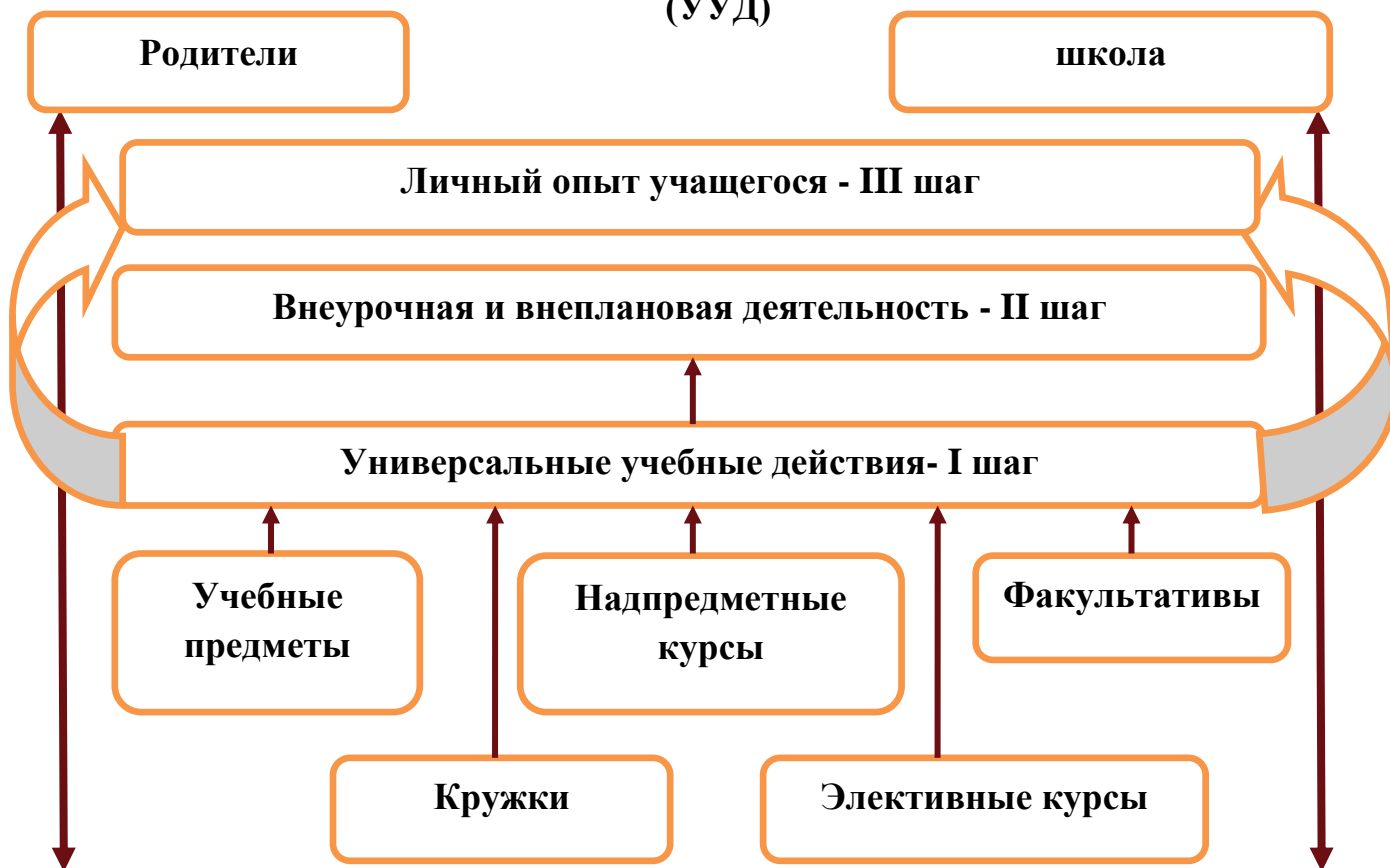 (УУД)
Родители
школа
Личный опыт учащегося - III шаг
Внеурочная и внеплановая деятельность - II шаг
Универсальные учебные действия- I шаг
Учебные
предметы
Надпредметные
курсы
Факультативы
Кружки
Элективные курсы